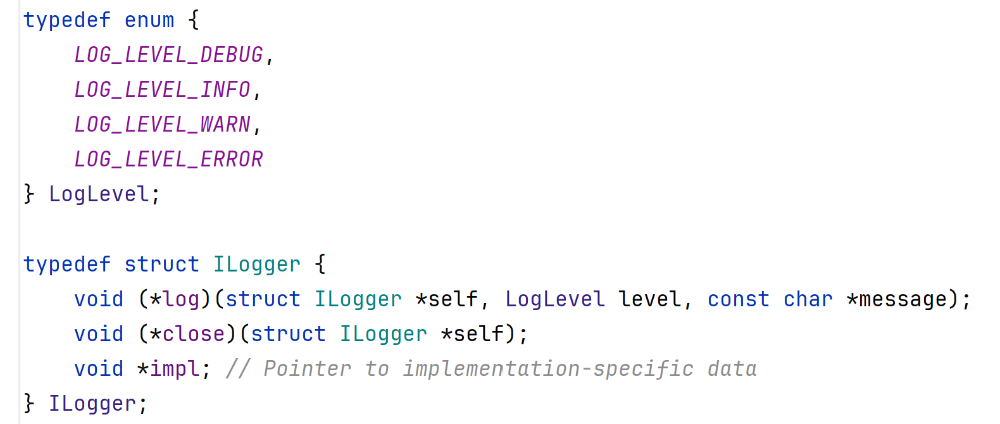 typedef enum {
    LOG_LEVEL_DEBUG,
    LOG_LEVEL_INFO,
    LOG_LEVEL_WARN,
    LOG_LEVEL_ERROR
} LogLevel;

typedef struct ILogger {
    void (*log)(struct ILogger *self, LogLevel level, const char *message);
    void (*close)(struct ILogger *self);
    void *impl; // Pointer to implementation-specific data
} ILogger;